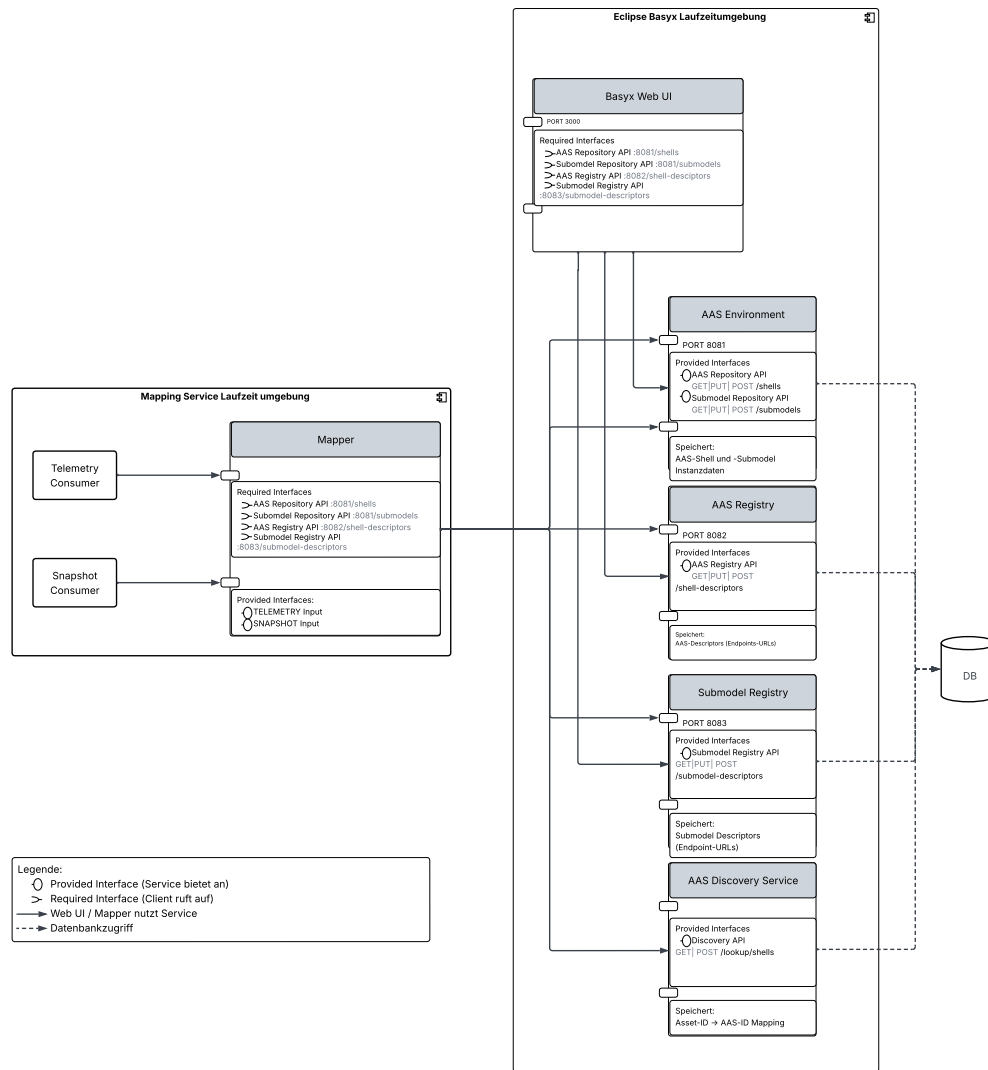 Eclipse Basyx Laufzeitumgebung
Basyx Web UI
PORT 3000
Required Interfaces
AAS Repository API :8081/shells
Subomdel Repository API :8081/submodels
AAS Registry API :8082/shell-desciptors
Submodel Registry API
:8083/submodel-descriptors
AAS Environment
PORT 8081
Provided Interfaces
AAS Repository API
GET|PUT| POST /shells
Submodel Repository API
GET|PUT| POST /submodels
Speichert:
AAS-Shell und -Submodel
Instanzdaten
Mapping Service Laufzeit umgebung
Mapper
Telemetry
Consumer
Required Interfaces
AAS Repository API :8081/shells
Subomdel Repository API :8081/submodels
AAS Registry API :8082/shell-descriptors
Submodel Registry API
:8083/submodel-descriptors
Snapshot
Consumer
Provided Interfaces:
TELEMETRY Input
SNAPSHOT Input
AAS Registry
PORT 8082
Provided Interfaces
AAS Registry API
GET|PUT| POST
/shell-descriptors
Speichert:
AAS-Descriptors (Endpoints-URLs)
DB
Submodel Registry
PORT 8083
Provided Interfaces
Submodel Registry API
GET|PUT| POST
/submodel-descriptors
Speichert:
Submodel Descriptors
(Endpoint-URLs)
AAS Discovery Service
Provided Interfaces
Discovery API
GET| POST /lookup/shells
Speichert:
Asset-ID → AAS-ID Mapping
Legende:
Provided Interface (Service bietet an)
Required Interface (Client ruft auf)
Web UI / Mapper nutzt Service
Datenbankzugriff